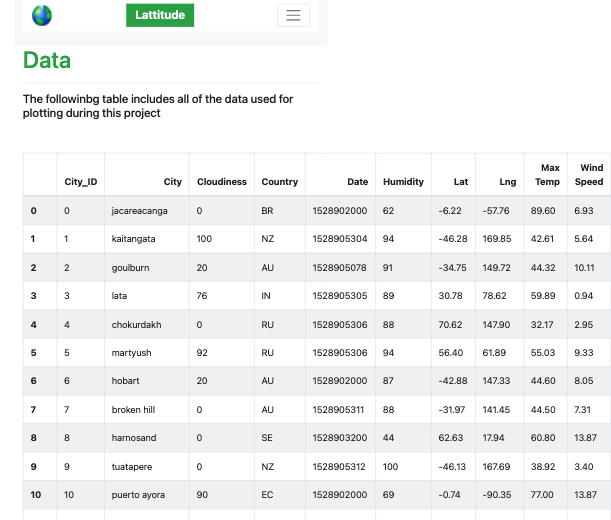 Lattitude
Data
The followinbg table includes all of the data used for
plotting during this project
City_ID City Cloudiness Country Date Humidity Lat Lng Max Temp Wind Speed
0 0 jacareacanga 0 BR 1528902000 62 -6.22 -57.76 89.60 6.93
1 1 kaitangata 100 NZ 1528905304 94 -46.28 169.85 42.61 5.64
2 2 goulburn 20 AU 1528905078 91 -34.75 149.72 44.32 10.11
3 3 lata 76 IN 1528905305 89 30.78 78.62 59.89 0.94
4 4 chokurdakh 0 RU 1528905306 88 70.62 147.90 32.17 2.95
5 5 martyush 92 RU 1528905306 94 56.40 61.89 55.03 9.33
6 6 hobart 20 AU 1528902000 87 -42.88 147.33 44.60 8.05
7 7 broken hill 0 AU 1528905311 88 -31.97 141.45 44.50 7.31
8 8 harnosand 0 SE 1528903200 44 62.63 17.94 60.80 13.87
9 9 tuatapere 0 NZ 1528905312 100 -46.13 167.69 38.92 3.40
10 10 puerto ayora 90 EC 1528902000 69 -0.74 -90.35 77.00 13.87